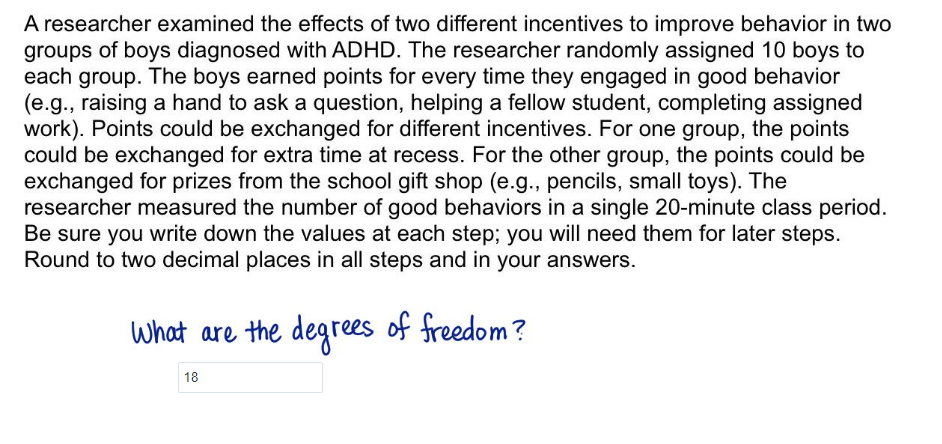 A researcher examined the effects of two different incentives to improve behavior in two
groups of boys diagnosed with ADHD. The researcher randomly assigned 10 boys to
each group. The boys earned points for every time they engaged in good behavior
(e.g., raising a hand to ask a question, helping a fellow student, completing assigned
work). Points could be exchanged for different incentives. For one group, the points
could be exchanged for extra time at recess. For the other group, the points could be
exchanged for prizes from the school gift shop (e.g., pencils, small toys). The
researcher measured the number of good behaviors in a single 20-minute class period.
Be sure you write down the values at each step; you will need them for later steps.
Round to two decimal places in all steps and in your answers.
What are the degrees of freedom?
18